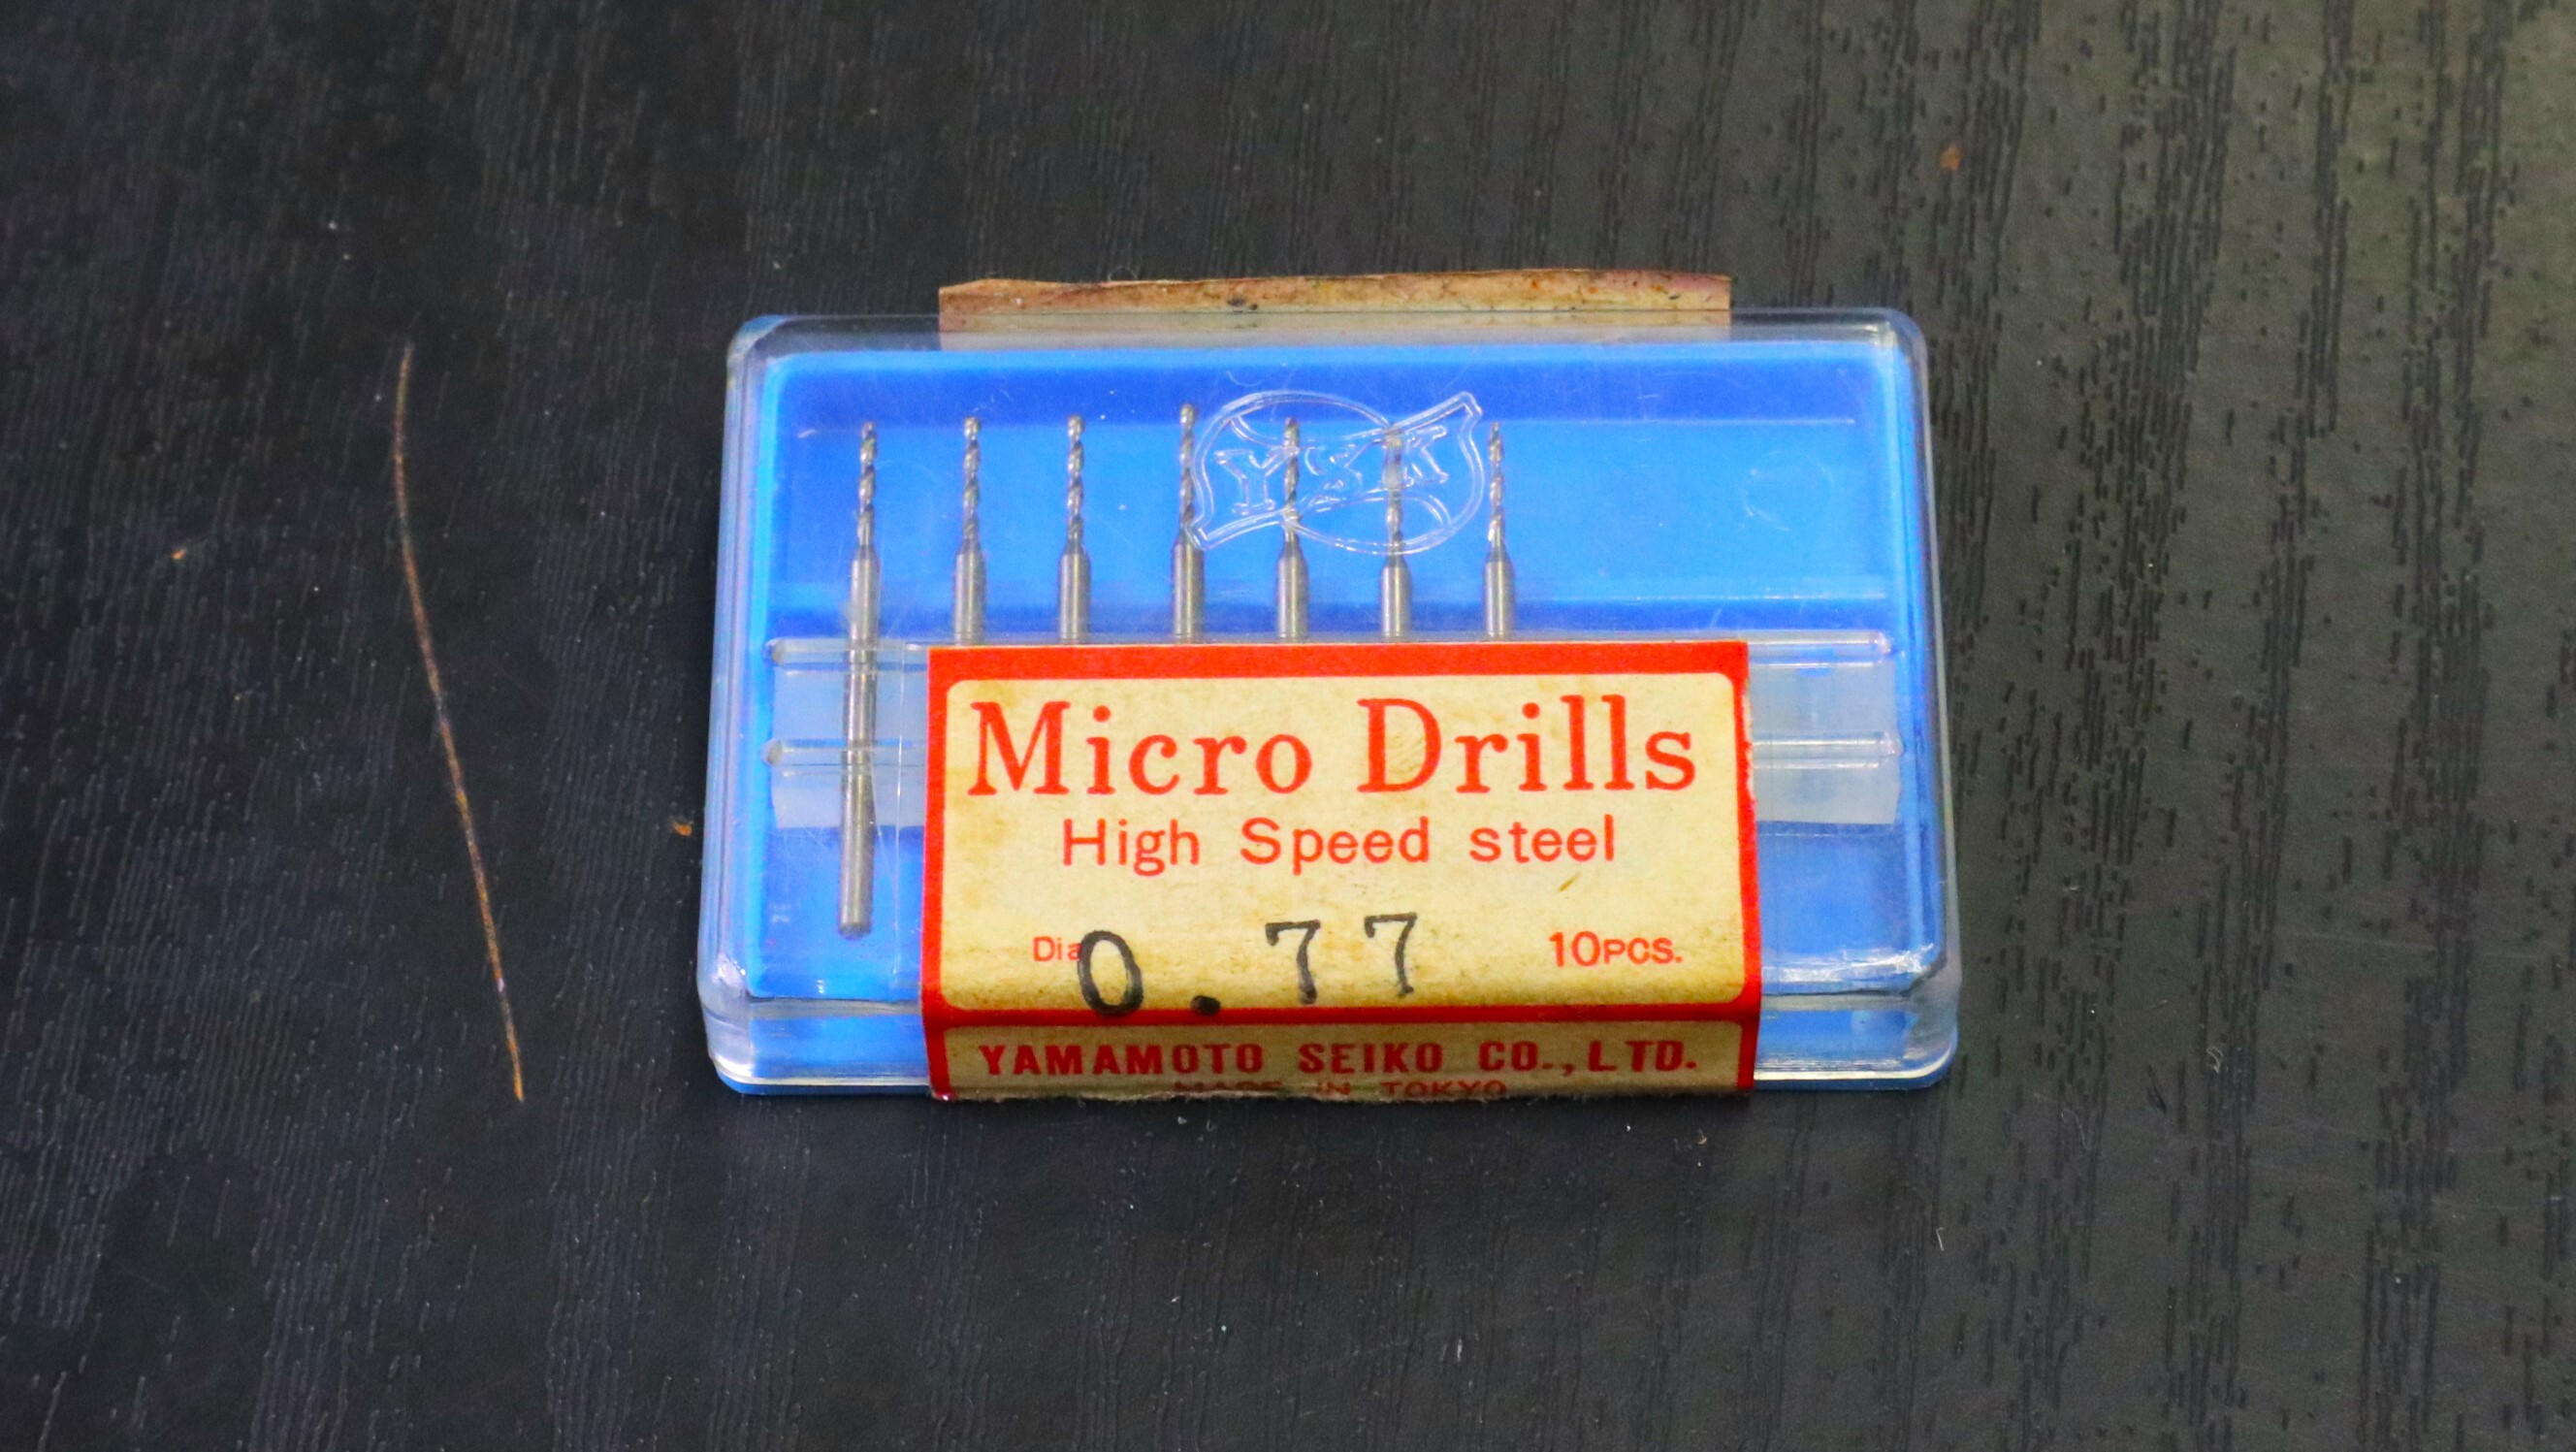 YSK
Micro Drills
High Speed steel
Dia 0.77 10PCS.
YAMAMOTO SEIKO CO.,LTD.
MADE IN TOKYO